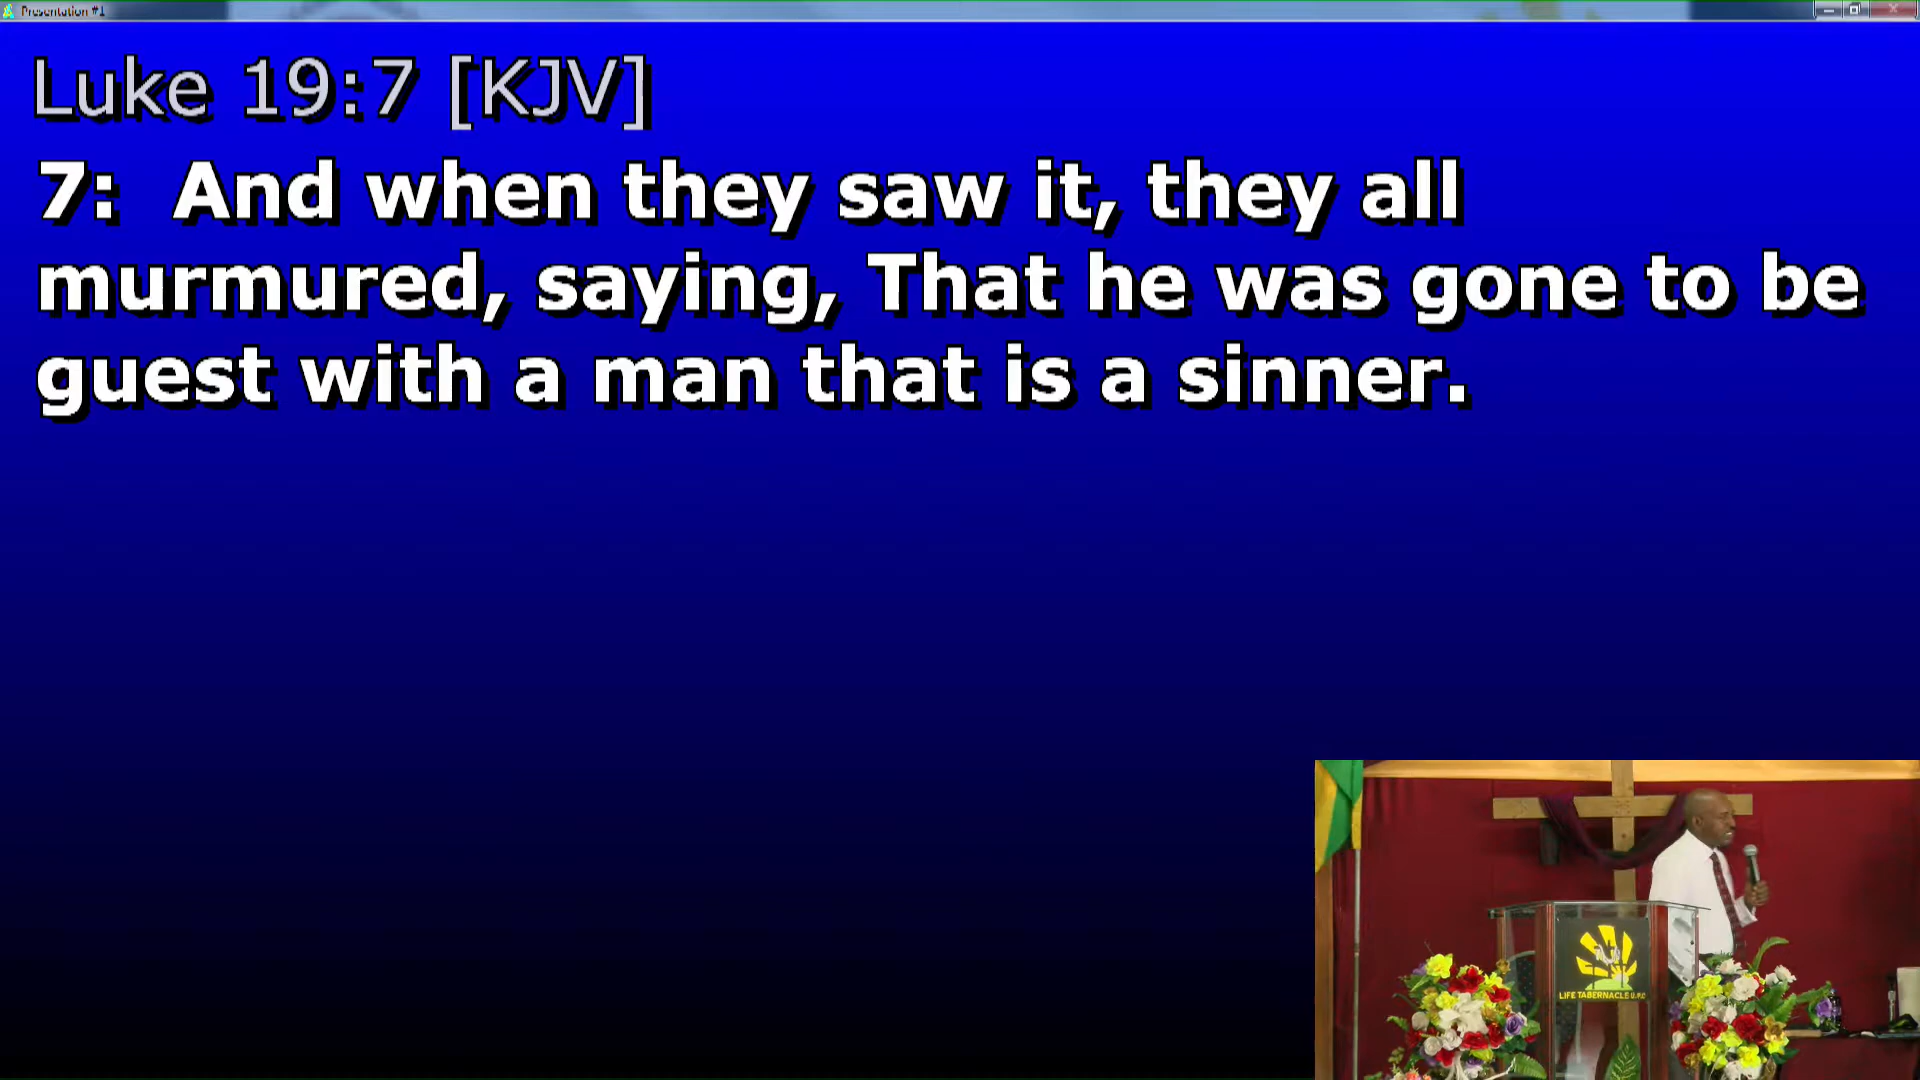 Presentation #1
Luke 19:7 [KJV]
7: And when they saw it, they all
murmured, saying, That he was gone to be
guest with a man that is a sinner.
LIFE TABERNACLE U.P.C